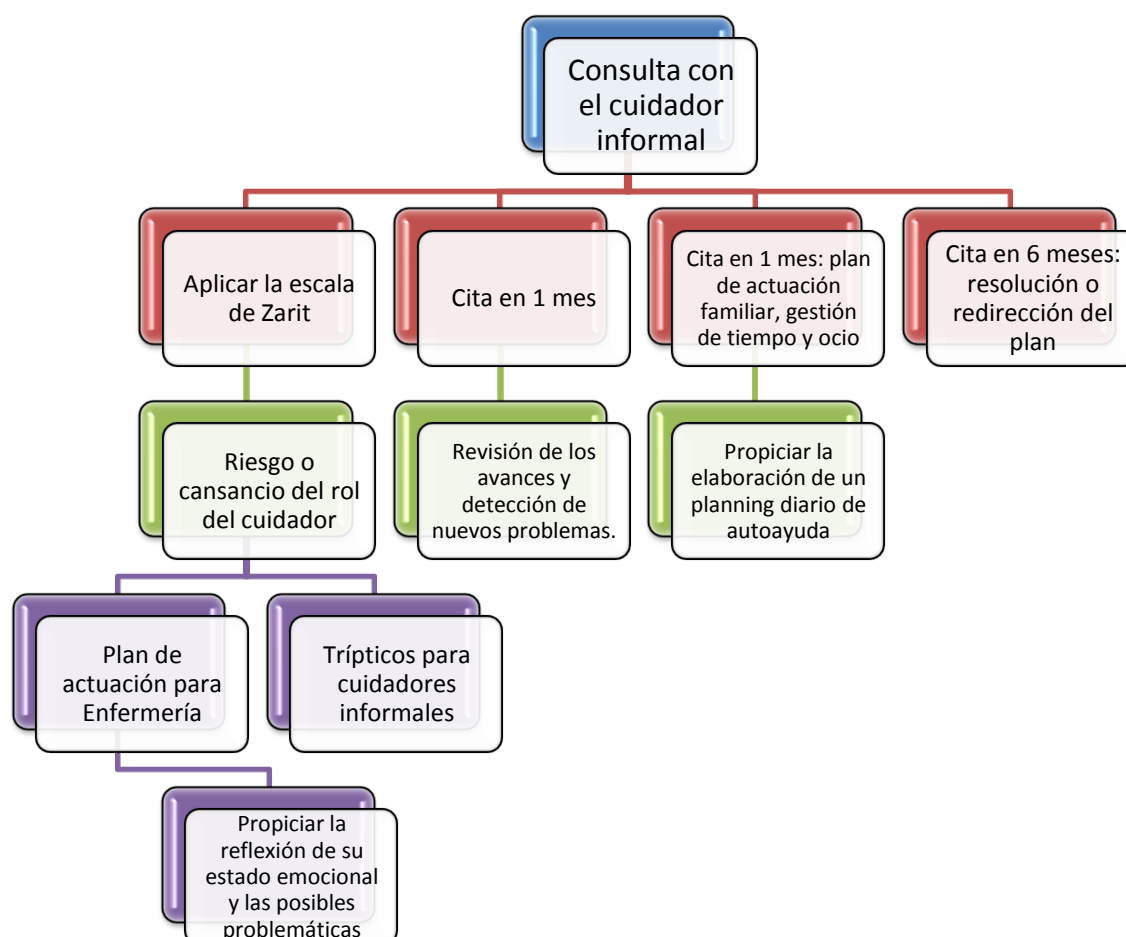 Consulta con
el cuidador
informal
Aplicar la escala
de Zarit
Cita en 1 mes
Cita en 1 mes: plan
de actuación
familiar, gestión
de tiempo y ocio
Cita en 6 meses:
resolución o
redirección del
plan
Riesgo o
cansancio del rol
del cuidador
Revisión de los
avances y
detección de
nuevos problemas.
Propiciar la
elaboración de un
planning diario de
autoayuda
Plan de
actuación para
Enfermería
Trípticos para
cuidadores
informales
Propiciar la
reflexión de su
estado emocional
y las posibles
problemáticas